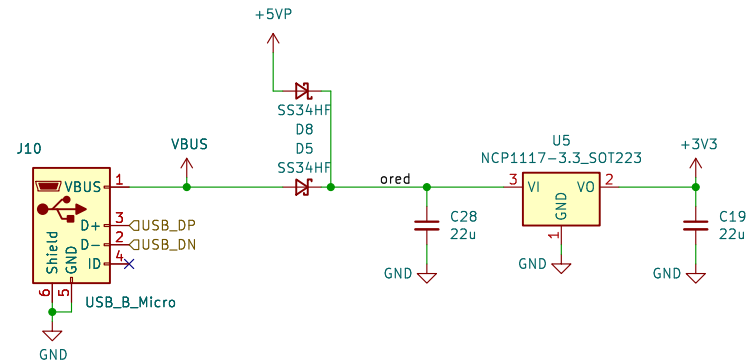 +5VP
SS34HF
D8
D5
SS34HF
J10
VBUS
ored
U5
NCP1117-3.3_SOT223
+3V3
VBUS 1
D+ 3 USB_DP
D- 2 USB_DN
ID 4
Shield
GND
6
5
USB_B_Micro
GND
C28
22u
GND
3 VI
VO 2
GND
1
GND
C19
22u
GND